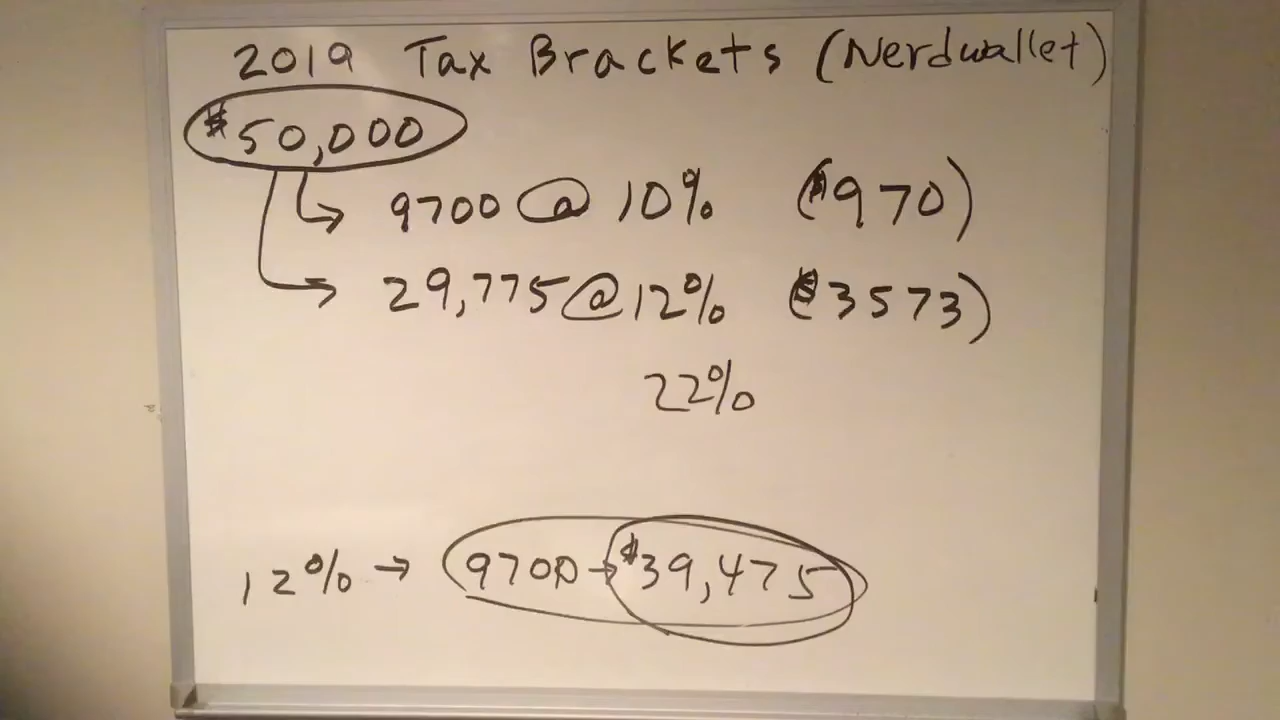 2019 Tax Brackets (Nerdwallet)
$50,000
9700 @ 10% ($970)
29,775 @ 12% ($3573)
22%
12% → 9700 → $39,475